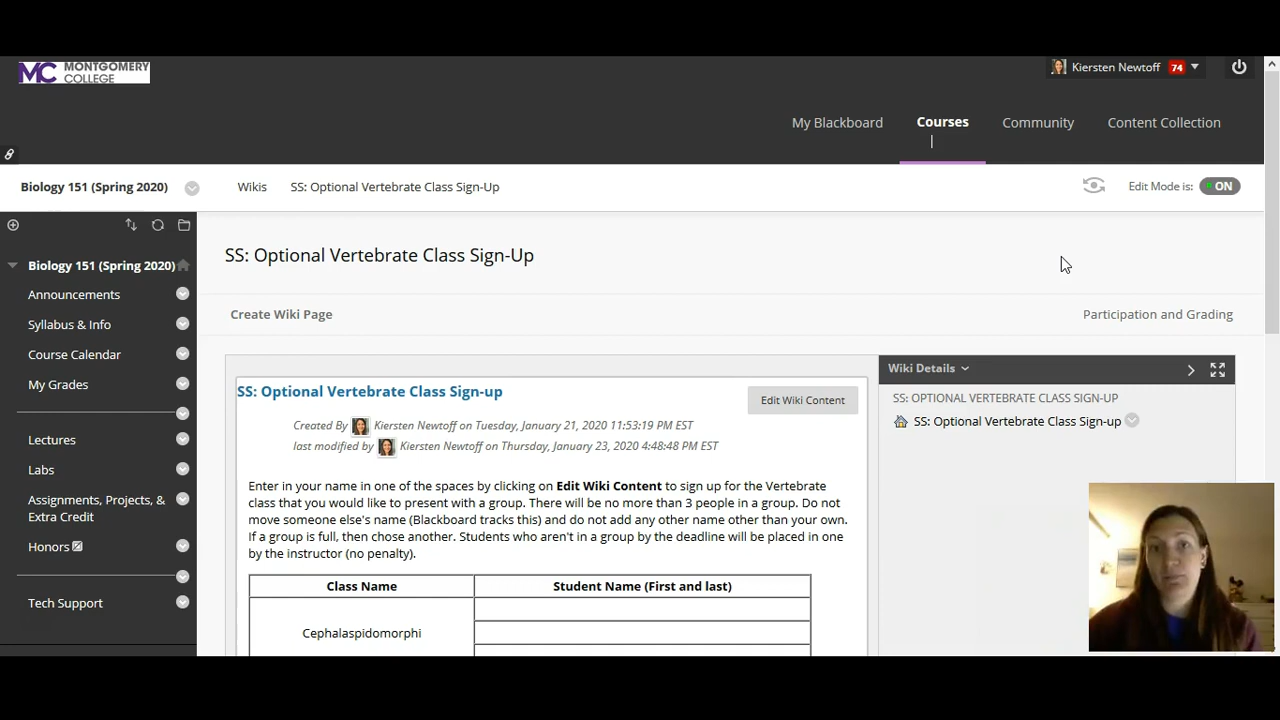 MC MONTGOMERY
COLLEGE
Kiersten Newtoff 74
My Blackboard Courses Community Content Collection
Biology 151 (Spring 2020) Wikis SS: Optional Vertebrate Class Sign-Up Edit Mode is: ON
Biology 151 (Spring 2020)
Announcements
Syllabus & Info
Course Calendar
My Grades
Lectures
Labs
Assignments, Projects, &
Extra Credit
Honors
Tech Support
SS: Optional Vertebrate Class Sign-Up
Create Wiki Page Participation and Grading
SS: Optional Vertebrate Class Sign-up Edit Wiki Content
Created By Kiersten Newtoff on Tuesday, January 21, 2020 11:53:19 PM EST
last modified by Kiersten Newtoff on Thursday, January 23, 2020 4:48:48 PM EST
Enter in your name in one of the spaces by clicking on Edit Wiki Content to sign up for the Vertebrate
class that you would like to present with a group. There will be no more than 3 people in a group. Do not
move someone else's name (Blackboard tracks this) and do not add any other name other than your own.
If a group is full, then chose another. Students who aren't in a group by the deadline will be placed in one
by the instructor (no penalty).
Class Name Student Name (First and last)
Cephalaspidomorphi
Wiki Details
SS: OPTIONAL VERTEBRATE CLASS SIGN-UP
SS: Optional Vertebrate Class Sign-up